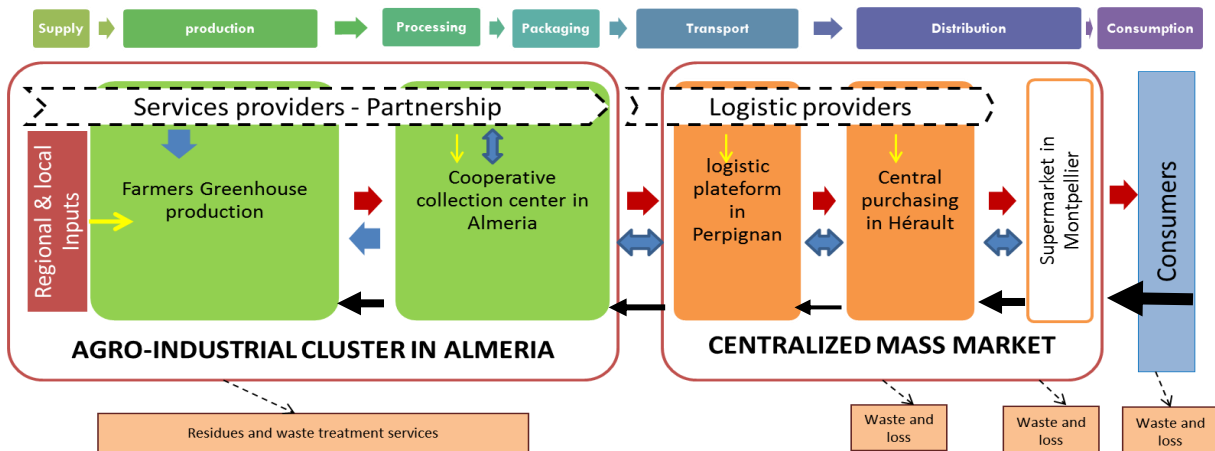 Supply
production
Processing
Packaging
Transport
Distribution
Consumption
Services providers - Partnership
Logistic providers
Regional & local
Inputs
Farmers Greenhouse
production
Cooperative
collection center in
Almeria
logistic
plateform
in
Perpignan
Central
purchasing
in Hérault
Supermarket in
Montpellier
Consumers
AGRO-INDUSTRIAL CLUSTER IN ALMERIA
CENTRALIZED MASS MARKET
Residues and waste treatment services
Waste and
loss
Waste and
loss
Waste and
loss